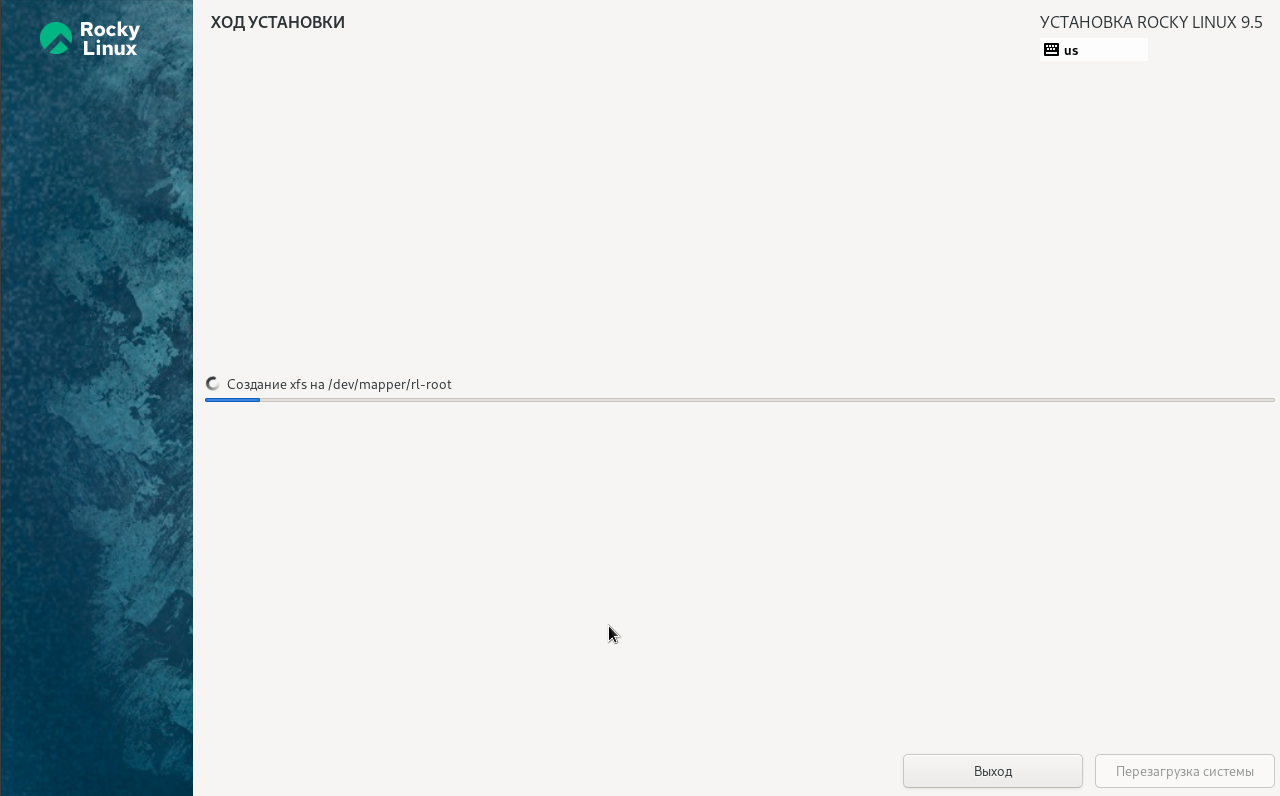 Rocky
Linux
ХОД УСТАНОВКИ
УСТАНОВКА ROCKY LINUX 9.5
us
Создание xfs на /dev/mapper/rl-root
Выход
Перезагрузка системы